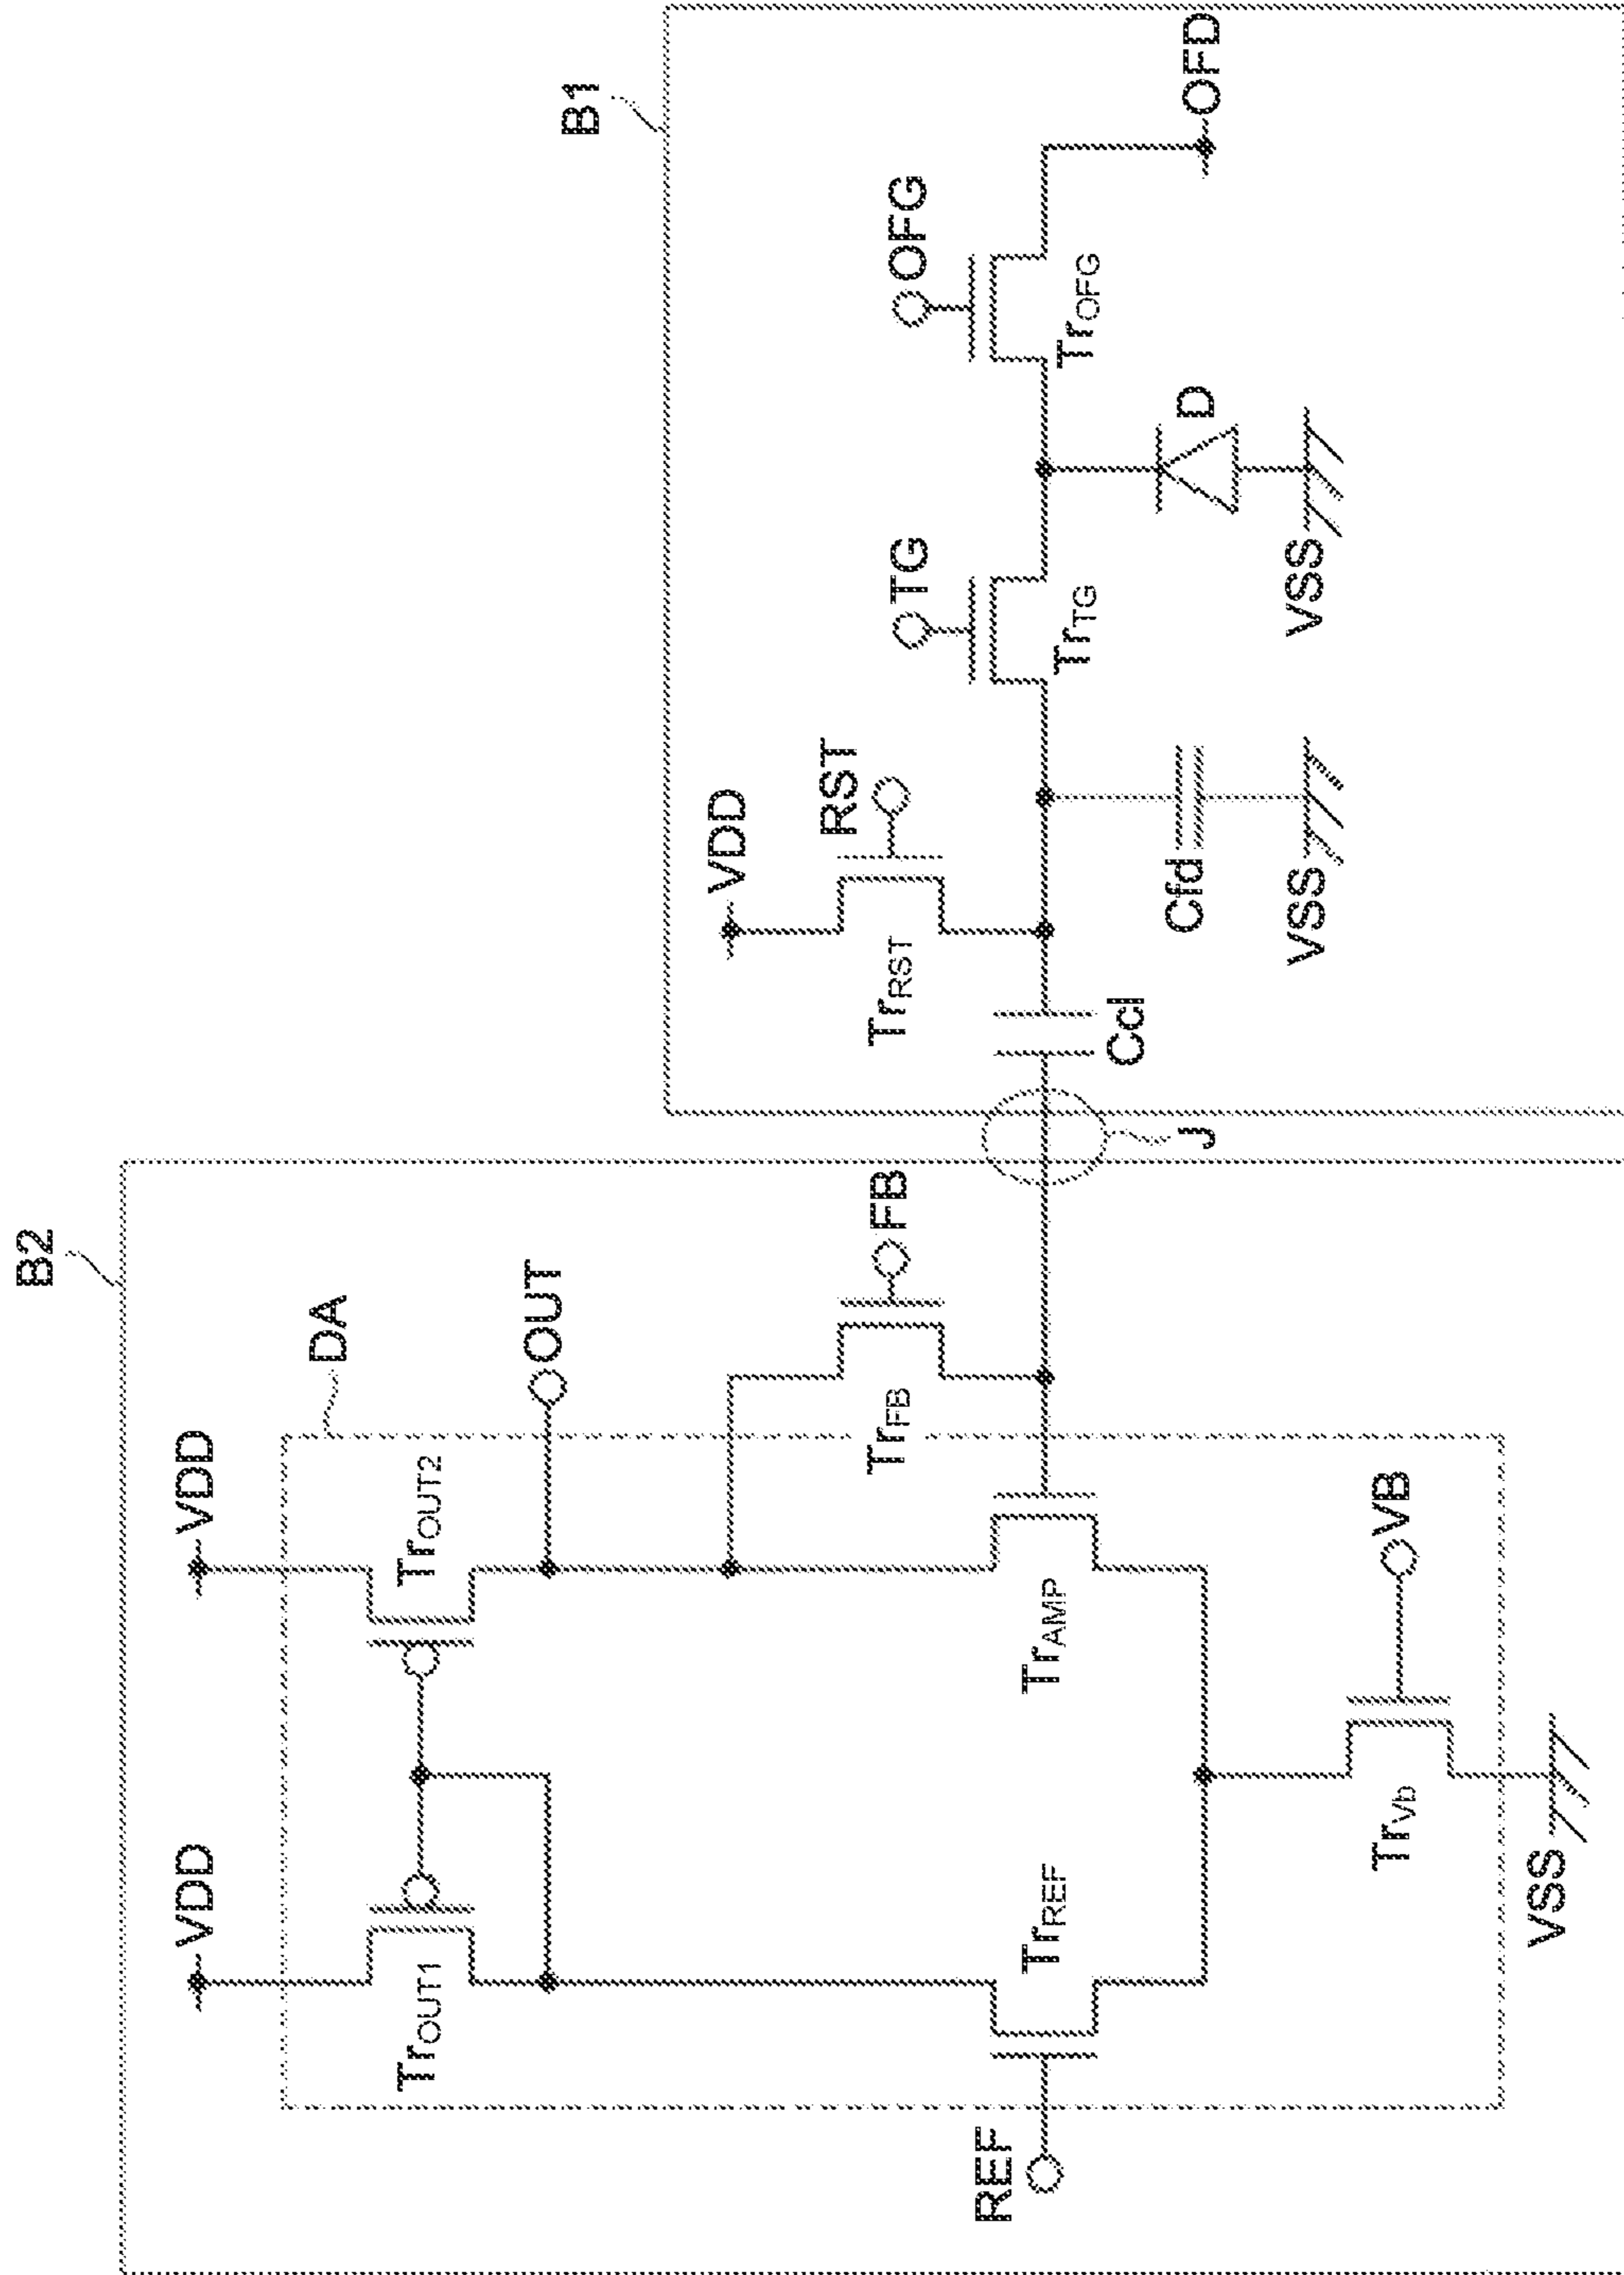 B2
DA
VDD
VDD
TrOUT1
TrOUT2
OUT
FB
TrFB
REF
TrREF
TrAMP
VB
TrVb
VSS
J
B1
VDD
RST
TrRST
TG
OFG
Ccl
TrTG
TrOFG
Cfd
D
OFD
VSS
VSS